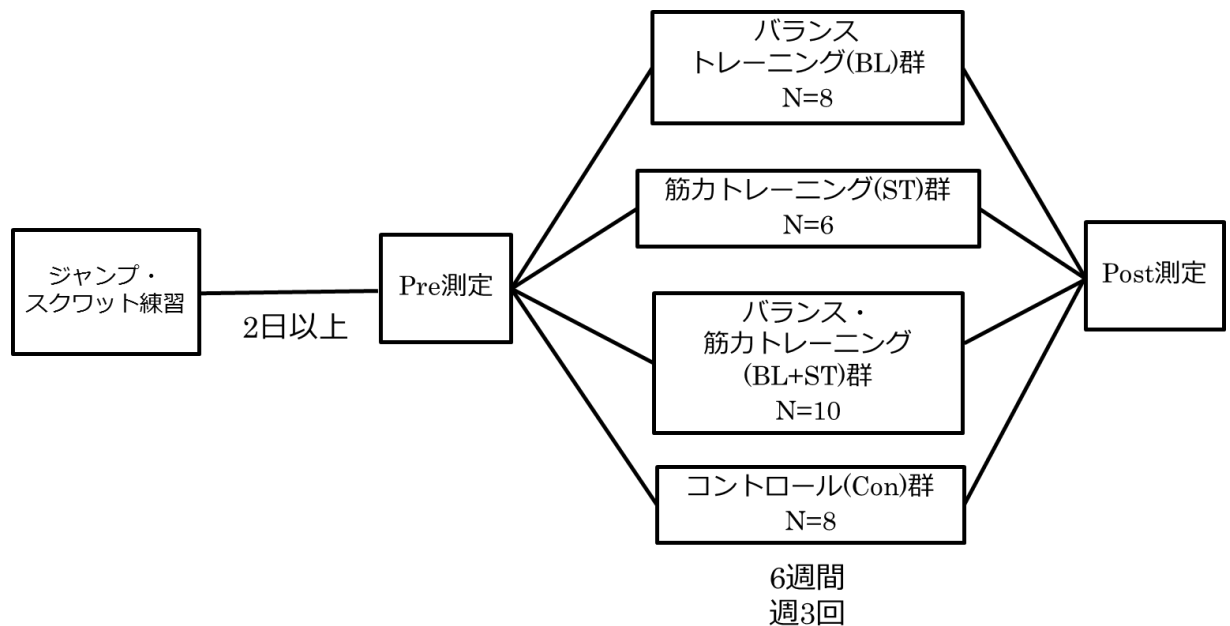 ジャンプ・
スクワット練習
2日以上
Pre測定
バランス
トレーニング(BL)群
N=8
筋力トレーニング(ST)群
N=6
バランス・
筋力トレーニング
(BL+ST)群
N=10
コントロール(Con)群
N=8
6週間
週3回
Post測定